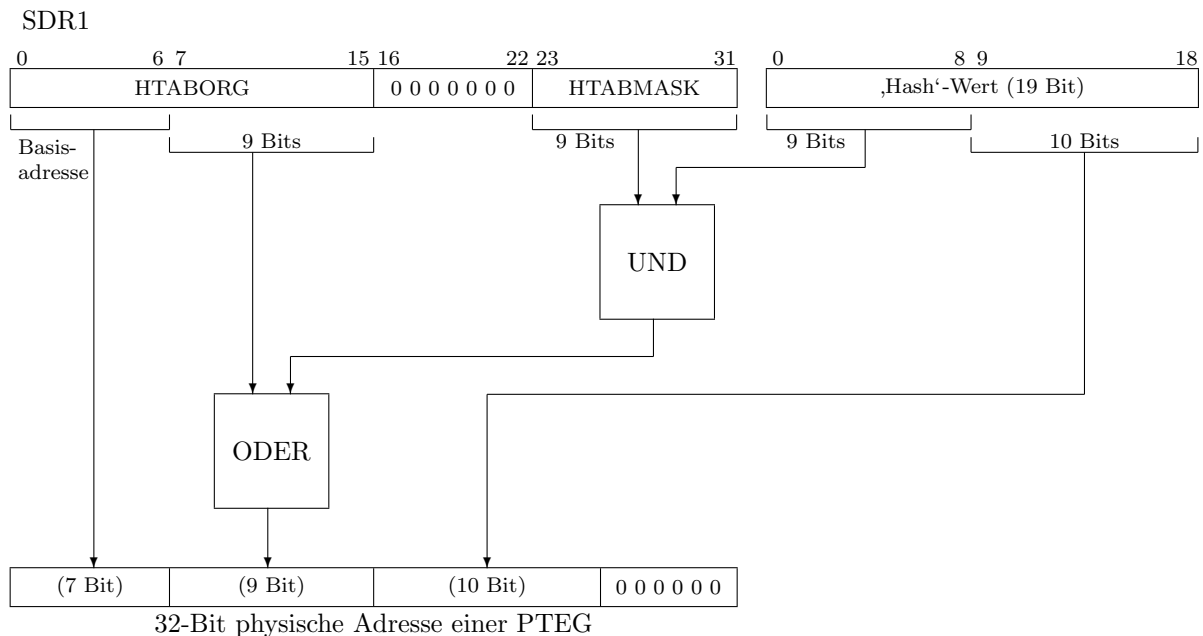 SDR1
0 6 7 15 16 22 23 31 0 8 9 18
HTABORG 0 0 0 0 0 0 0 HTABMASK ‚Hash‘-Wert (19 Bit)
Basis- 9 Bits 9 Bits 9 Bits 10 Bits
adresse
UND
ODER
(7 Bit) (9 Bit) (10 Bit) 0 0 0 0 0 0
32-Bit physische Adresse einer PTEG